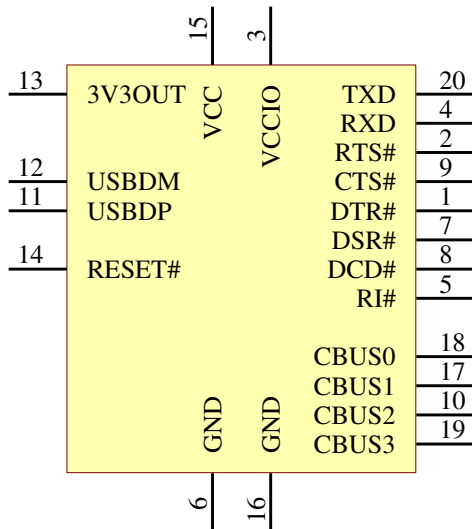 15 3
13 3V3OUT VCC VCCIO TXD 20
RXD 4
RTS# 2
12 USBDM CTS# 9
11 USBDP DTR# 1
DSR# 7
14 RESET# DCD# 8
RI# 5
CBUS0 18
CBUS1 17
GND GND CBUS2 10
CBUS3 19
6 16